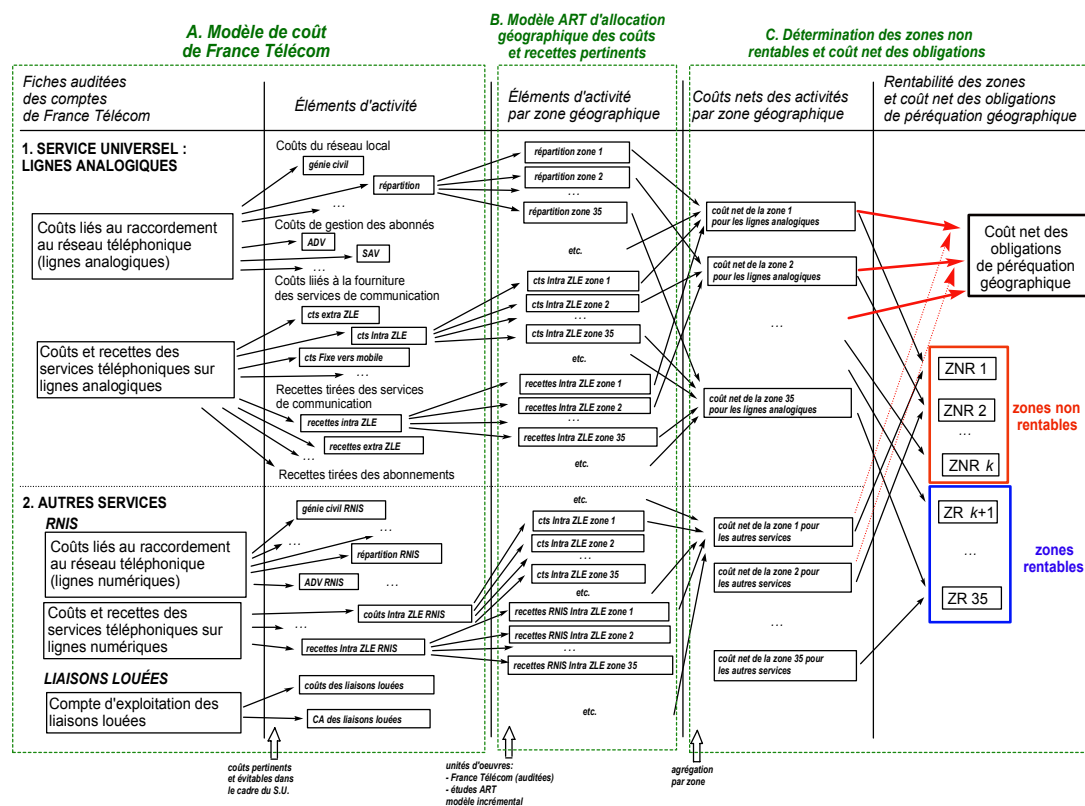 A. Modèle de coût
de France Télécom
B. Modèle ART d'allocation
géographique des coûts
et recettes pertinents
C. Détermination des zones non
rentables et coût net des obligations
Fiches auditées
des comptes
de France Télécom
Éléments d'activité
Éléments d'activité
par zone géographique
Coûts nets des activités
par zone géographique
Rentabilité des zones
et coût net des obligations
de péréquation géographique
1. SERVICE UNIVERSEL :
LIGNES ANALOGIQUES
Coûts liés au raccordement
au réseau téléphonique
(lignes analogiques)
Coûts et recettes des
services téléphoniques sur
lignes analogiques
Coûts du réseau local
génie civil
répartition
...
Coûts de gestion des abonnés
ADV
SAV
...
Coûts liiés à la fourniture
des services de communication
cts extra ZLE
cts Intra ZLE
cts Fixe vers mobile
...
Recettes tirées des services
de communication
recettes intra ZLE
recettes extra ZLE
...
Recettes tirées des abonnements
répartition zone 1
répartition zone 2
...
répartition zone 35
etc.
cts Intra ZLE zone 1
cts Intra ZLE zone 2
...
cts Intra ZLE zone 35
etc.
recettes Intra ZLE zone 1
recettes Intra ZLE zone 2
...
recettes Intra ZLE zone 35
etc.
coût net de la zone 1
pour les lignes analogiques
coût net de la zone 2
pour les lignes analogiques
...
coût net de la zone 35
pour les lignes analogiques
Coût net des
obligations
de péréquation
géographique
ZNR 1
ZNR 2
...
ZNR k
zones non
rentables
ZR k+1
...
ZR 35
zones
rentables
2. AUTRES SERVICES
RNIS
Coûts liés au raccordement
au réseau téléphonique
(lignes numériques)
Coûts et recettes des
services téléphoniques sur
lignes numériques
LIAISONS LOUÉES
Compte d'exploitation des
liaisons louées
génie civil RNIS
...
...
répartition RNIS
ADV RNIS
...
coûts Intra ZLE RNIS
...
recettes Intra ZLE RNIS
coûts des liaisons louées
CA des liaisons louées
etc.
cts Intra ZLE zone 1
cts Intra ZLE zone 2
...
cts Intra ZLE zone 35
etc.
recettes RNIS Intra ZLE zone 1
recettes RNIS Intra ZLE zone 2
...
recettes RNIS Intra ZLE zone 35
etc.
coût net de la zone 1 pour
les autres services
coût net de la zone 2 pour
les autres services
...
coût net de la zone 35 pour
les autres services
coûts pertinents
et évitables dans
le cadre du S.U.
unités d'oeuvres:
- France Télécom (auditées)
- études ART
modèle incrémental
agrégation
par zone